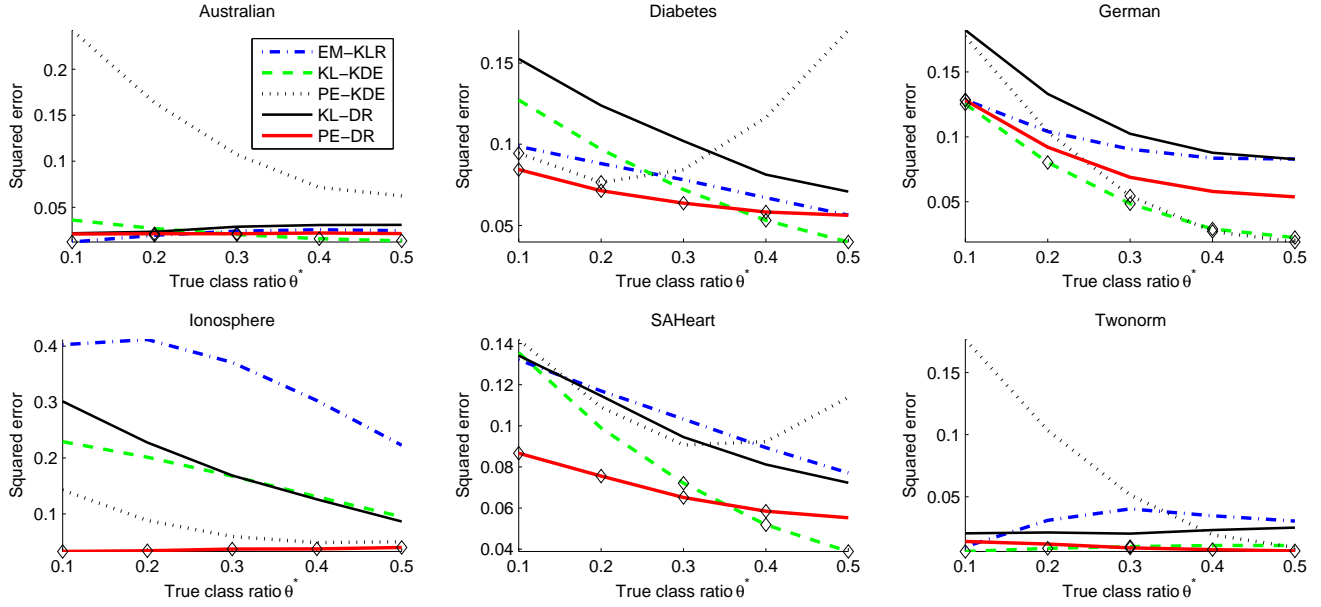 Australian
Squared error
0.2
0.15
0.1
0.05
EM−KLR
KL−KDE
PE−KDE
KL−DR
PE−DR
0.1 0.2 0.3 0.4 0.5
True class ratio θ*
Diabetes
Squared error
0.15
0.1
0.05
0.1 0.2 0.3 0.4 0.5
True class ratio θ*
German
Squared error
0.15
0.1
0.05
0.1 0.2 0.3 0.4 0.5
True class ratio θ*
Ionosphere
Squared error
0.4
0.3
0.2
0.1
0.1 0.2 0.3 0.4 0.5
True class ratio θ*
SAHeart
Squared error
0.14
0.12
0.1
0.08
0.06
0.04
0.1 0.2 0.3 0.4 0.5
True class ratio θ*
Twonorm
Squared error
0.15
0.1
0.05
0.1 0.2 0.3 0.4 0.5
True class ratio θ*